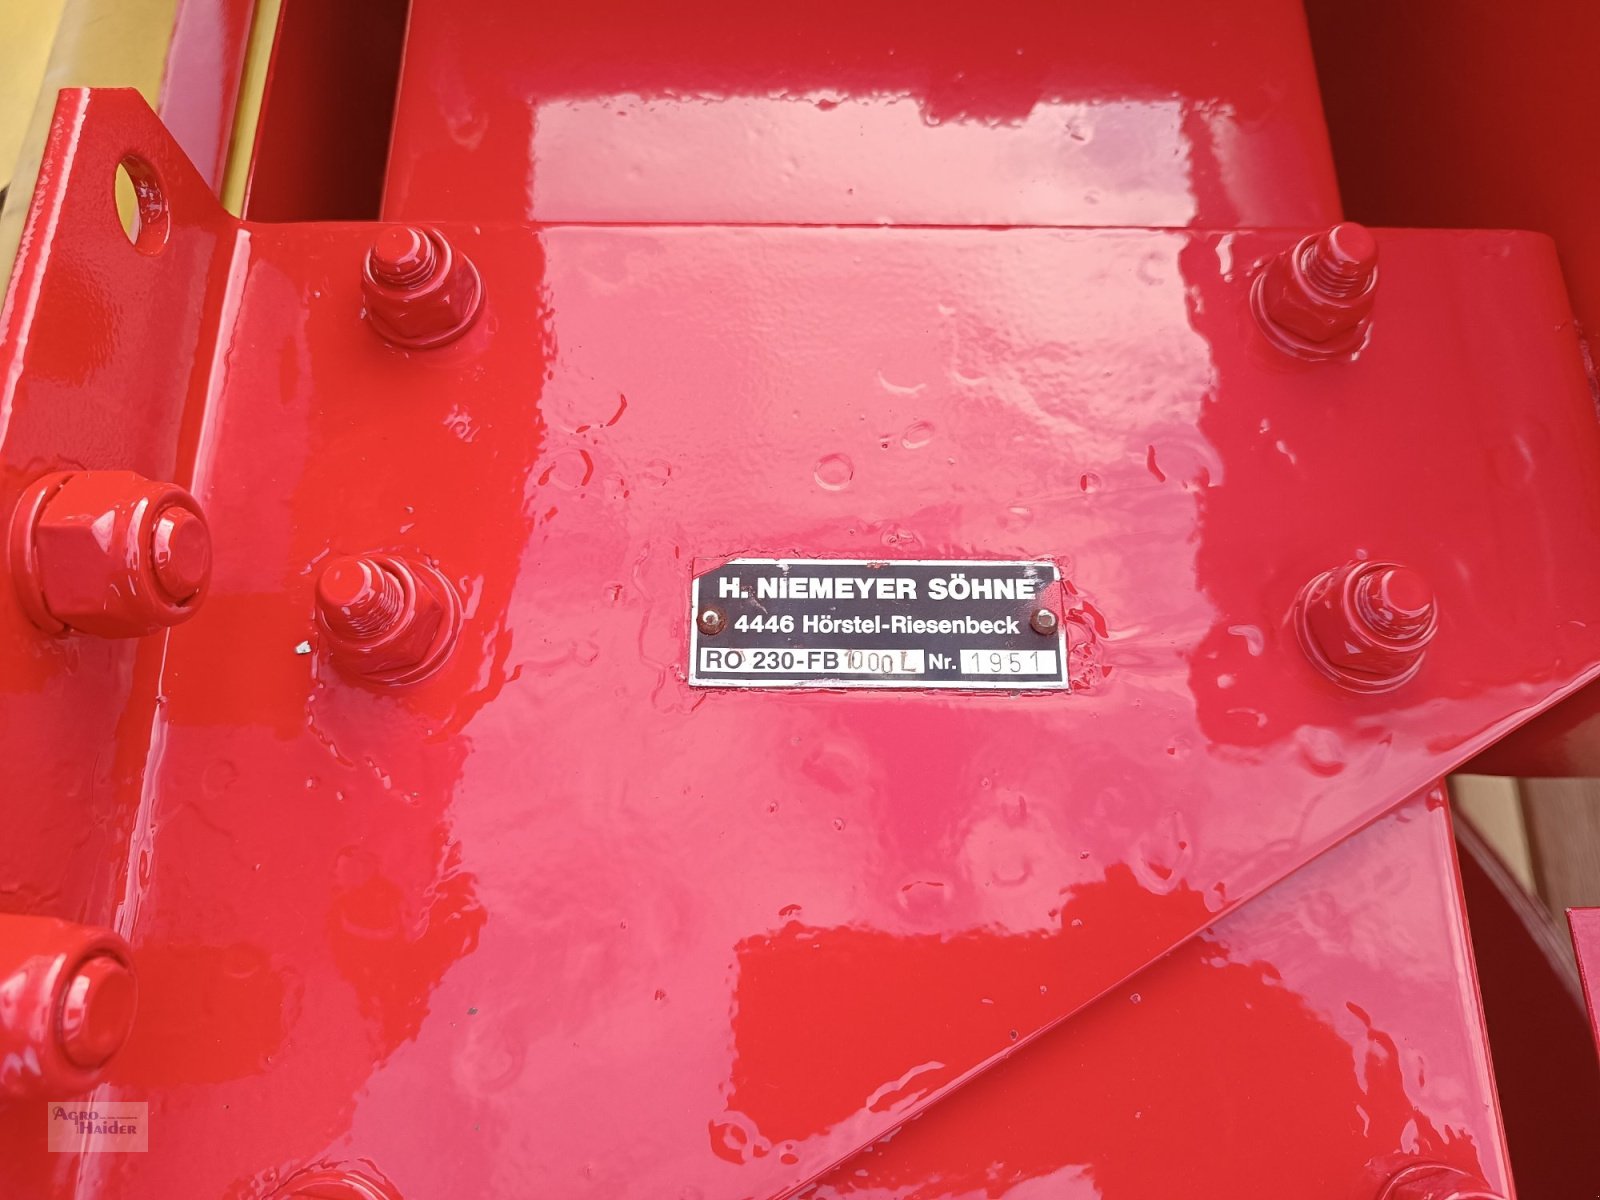 H. NIEMEYER SÖHNE
4446 Hörstel-Riesenbeck
RO 230-FB 1000 L Nr. 1951
AGRO
HAIDER